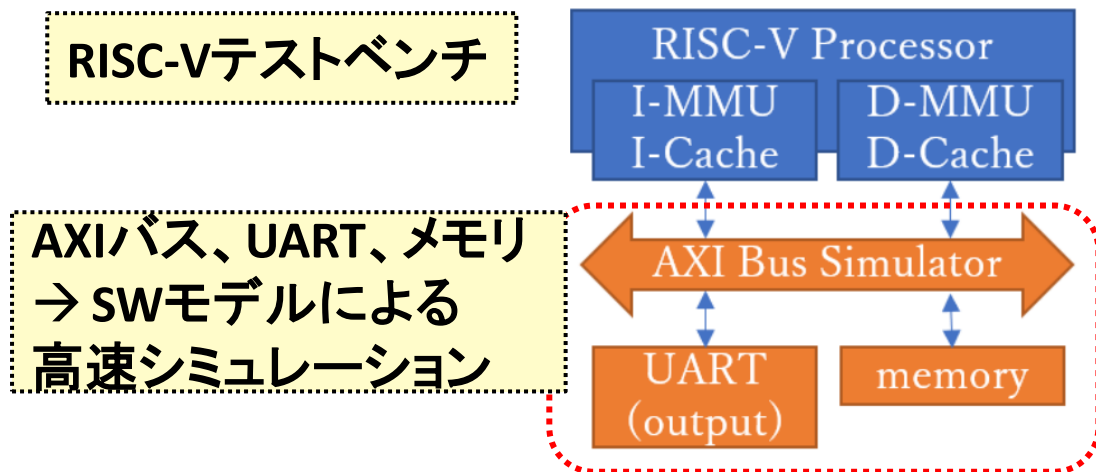 RISC-Vテストベンチ
RISC-V Processor
I-MMU
I-Cache
D-MMU
D-Cache
AXIバス、UART、メモリ
→ SWモデルによる
高速シミュレーション
AXI Bus Simulator
UART
(output)
memory